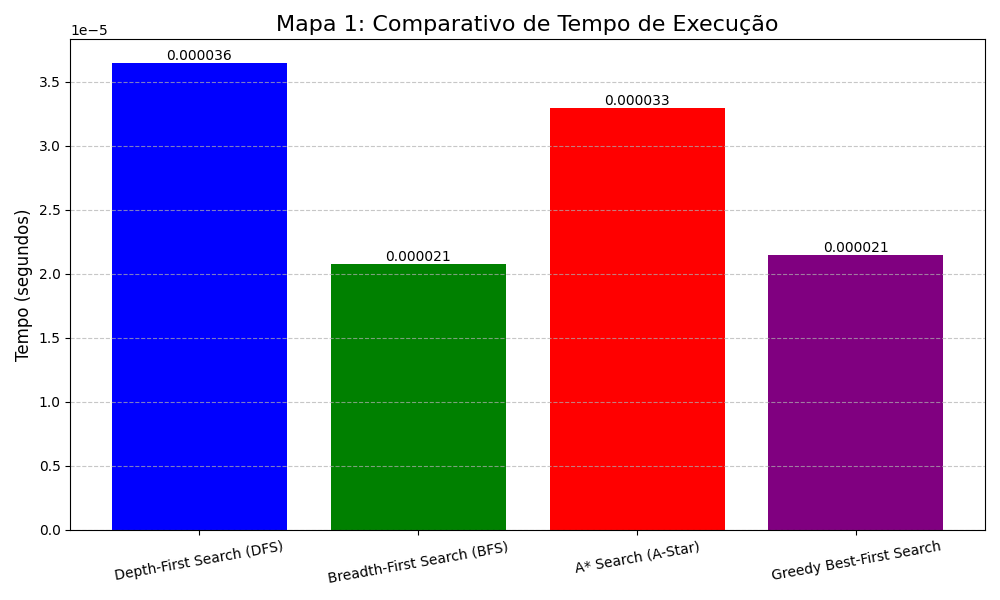 Mapa 1: Comparativo de Tempo de Execução
1e−5
3.5
3.0
2.5
2.0
1.5
1.0
0.5
0.0
Tempo (segundos)
0.000036
0.000021
0.000033
0.000021
Depth-First Search (DFS)
Breadth-First Search (BFS)
A* Search (A-Star)
Greedy Best-First Search